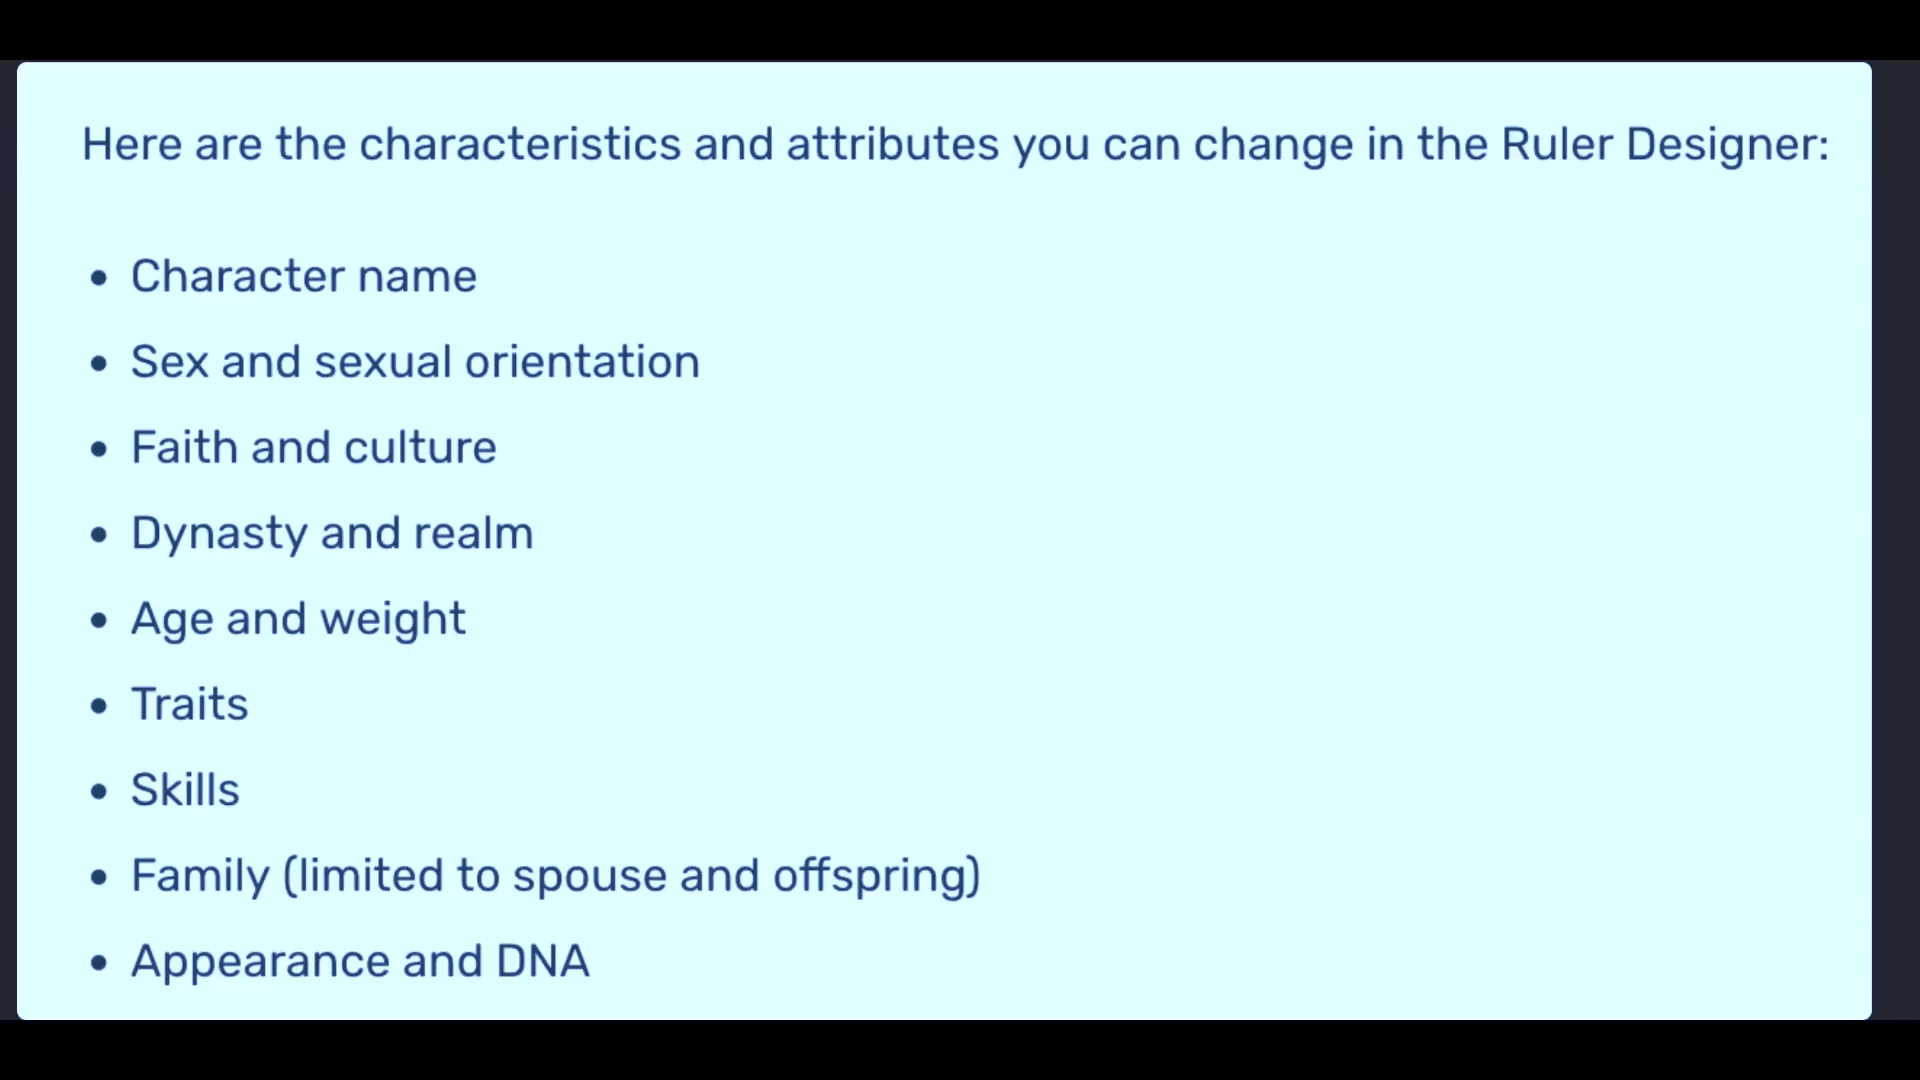 Here are the characteristics and attributes you can change in the Ruler Designer:
• Character name
• Sex and sexual orientation
• Faith and culture
• Dynasty and realm
• Age and weight
• Traits
• Skills
• Family (limited to spouse and offspring)
• Appearance and DNA